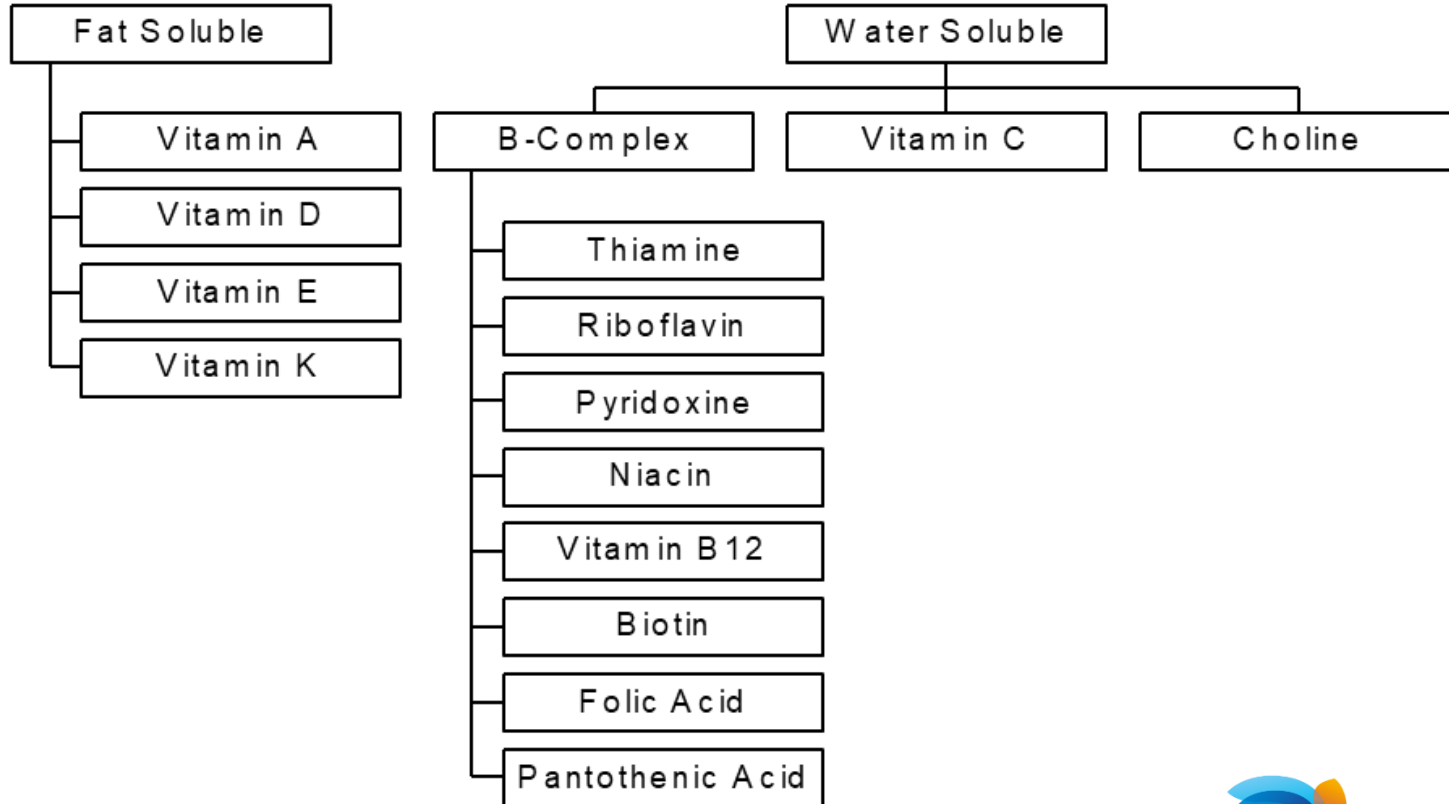 Fat Soluble
Water Soluble
Vitamin A
Vitamin D
Vitamin E
Vitamin K
B-Complex
Vitamin C
Choline
Thiamine
Riboflavin
Pyridoxine
Niacin
Vitamin B12
Biotin
Folic Acid
Pantothenic Acid